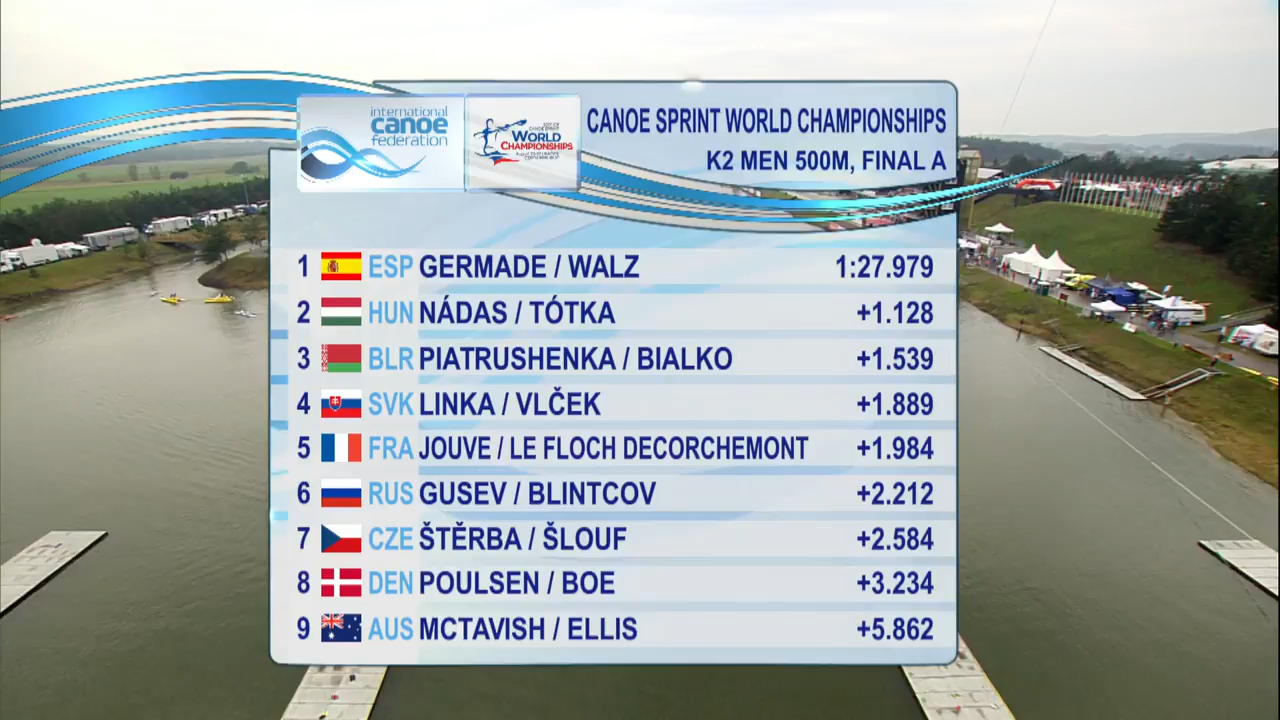 international
canoe
federation
WORLD
CHAMPIONSHIPS
CANOE SPRINT WORLD CHAMPIONSHIPS
K2 MEN 500M, FINAL A
1 ESP GERMADE / WALZ 1:27.979
2 HUN NÁDAS / TÓTKA +1.128
3 BLR PIATRUSHENKA / BIALKO +1.539
4 SVK LINKA / VLČEK +1.889
5 FRA JOUVE / LE FLOCH DECORCHEMONT +1.984
6 RUS GUSEV / BLINTCOV +2.212
7 CZE ŠTĚRBA / ŠLOUF +2.584
8 DEN POULSEN / BOE +3.234
9 AUS MCTAVISH / ELLIS +5.862